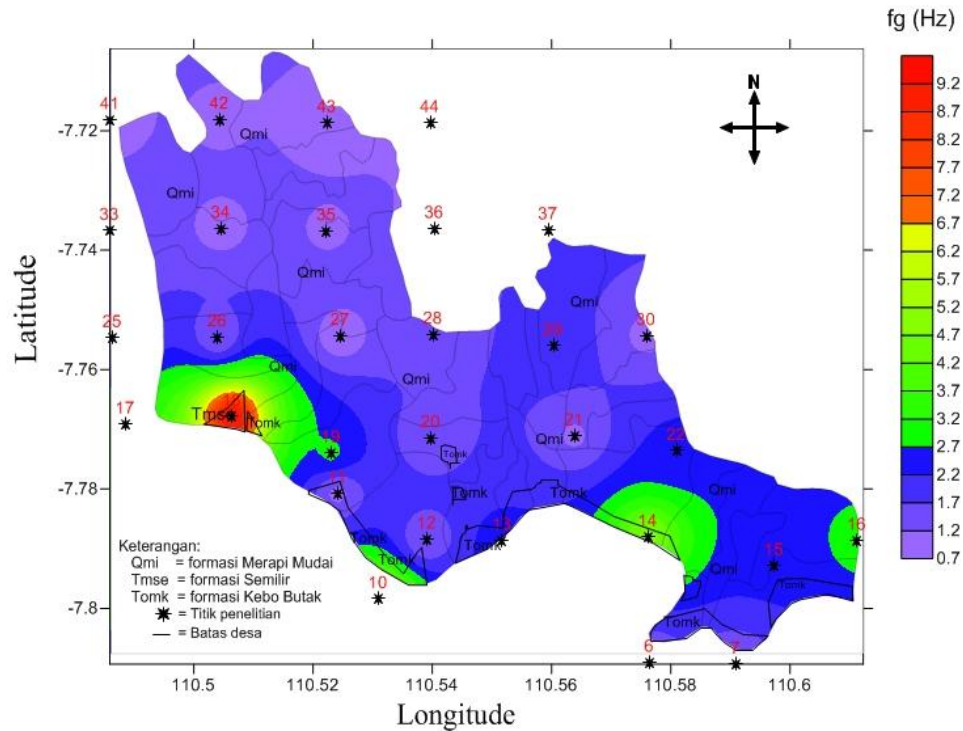 fg (Hz)
9.2
8.7
8.2
7.7
7.2
6.7
6.2
5.7
5.2
4.7
4.2
3.7
3.2
2.7
2.2
1.7
1.2
0.7
N
41
42
43
44
-7.72
Qmi
Qmi
33
34
35
36
37
-7.74
Qmi
Qmi
25
26
27
28
29
30
-7.76
Qmi
Qmi
17
Tmse
Tomk
19
20
21
22
Qmi
Tomk
-7.78
Qmi
Tomk
Tomk
12
13
14
15
16
Tomk
Tomk
Tomk
Qmi
Tomk
10
-7.8
Tomk
6
7
Latitude
Keterangan:
Qmi = formasi Merapi Mudai
Tmse = formasi Semilir
Tomk = formasi Kebo Butak
= Titik penelitian
= Batas desa
110.5
110.52
110.54
110.56
110.58
110.6
Longitude